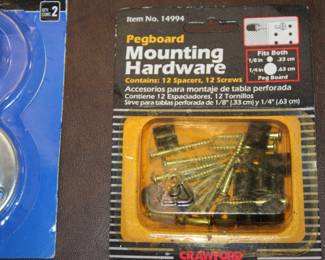 2
Item No. 14994
Pegboard
Mounting
Hardware
Contains: 12 Spacers, 12 Screws
Fits Both
1/8 in .33 cm
1/4 in .63 cm
Peg Board
Accesorios para montaje de tabla perforada
Contiene 12 Espaciadores, 12 Tornillos
Sirve para tablas perforadas de 1/8" (.33 cm) y 1/4" (.63 cm)
CRAWFORD